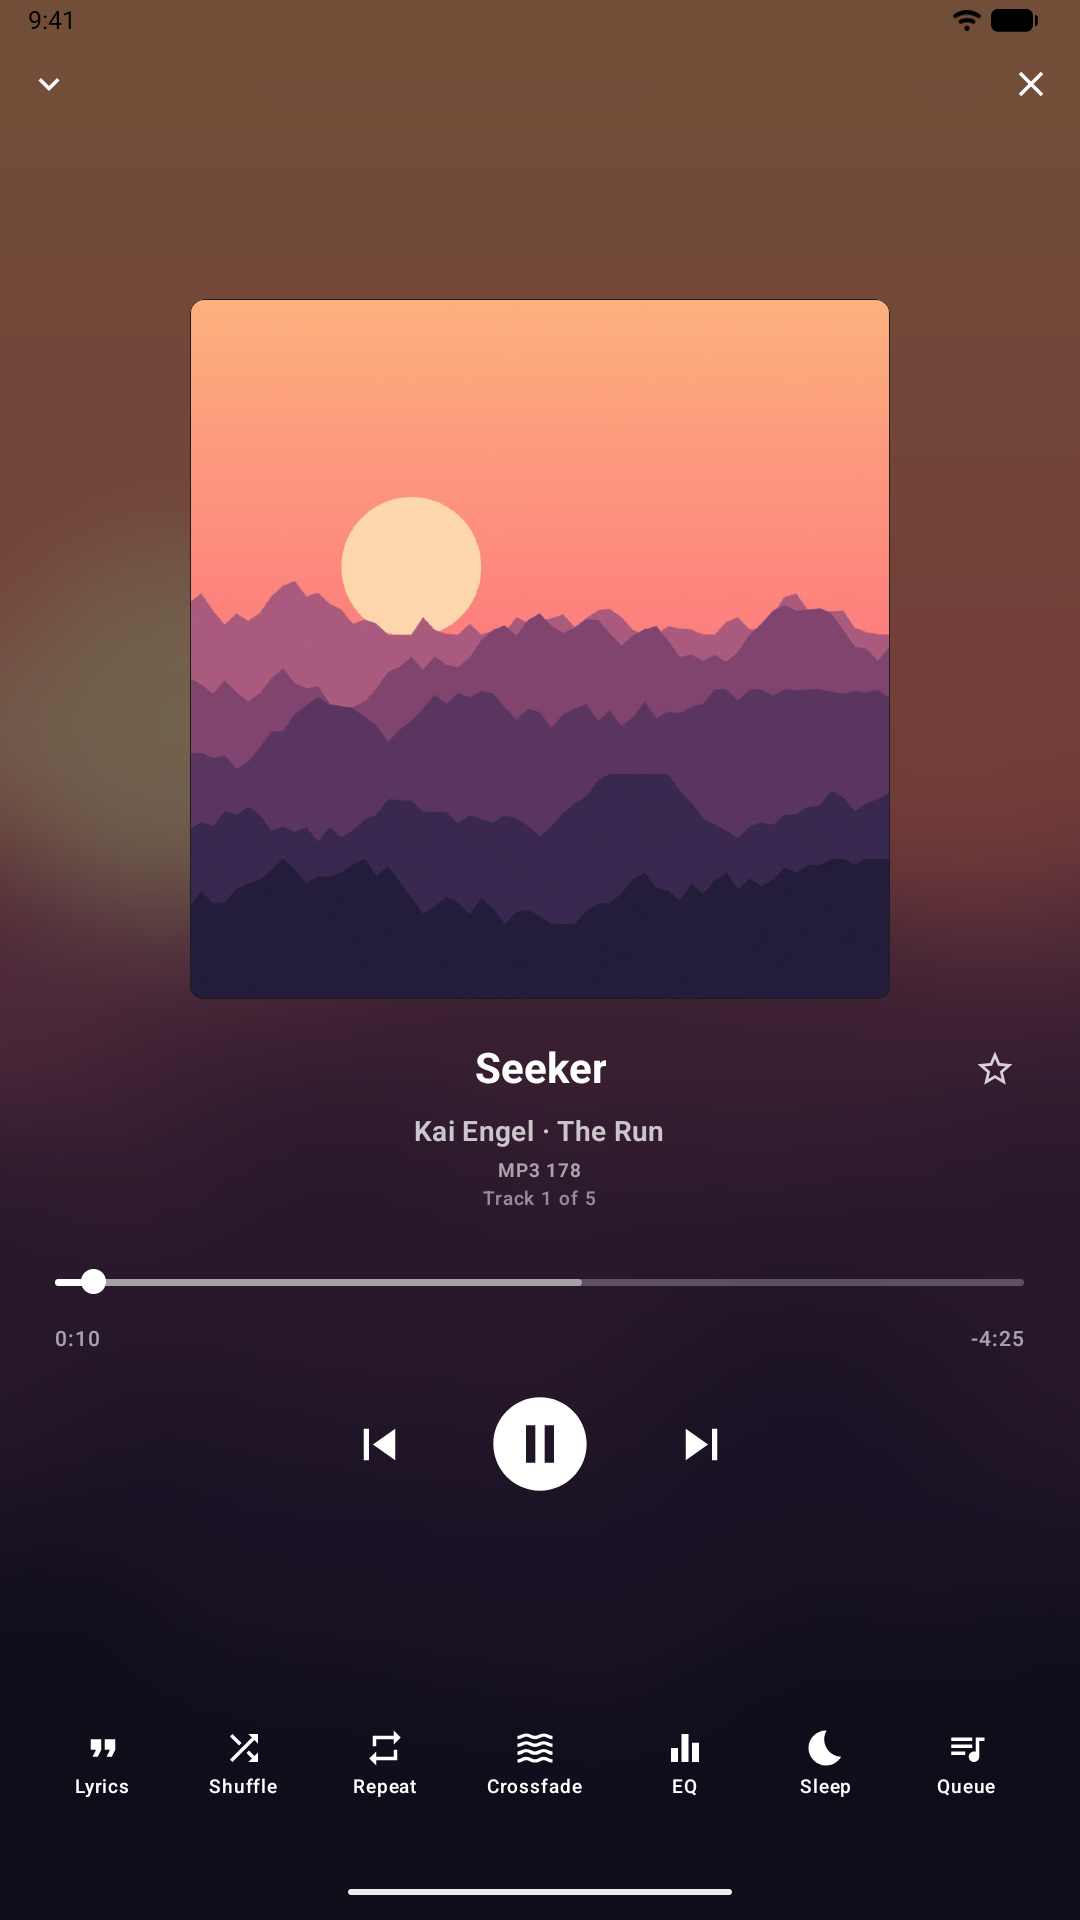 9:41
Seeker
Kai Engel · The Run
MP3 178
Track 1 of 5
0:10 -4:25
Lyrics Shuffle Repeat Crossfade EQ Sleep Queue